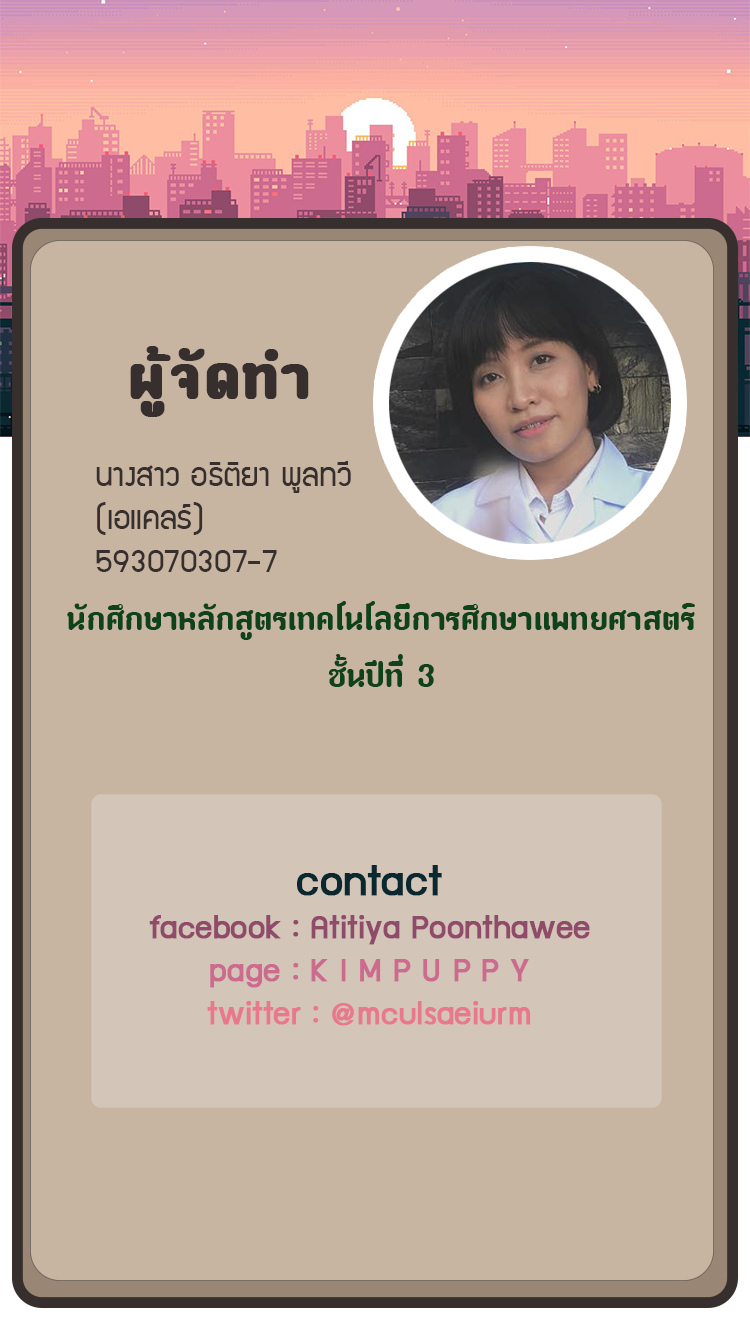 ผู้จัดทำ
นางสาว อริติยา พูลทวี
(เอแคลร์)
593070307-7
นักศึกษาหลักสูตรเทคโนโลยีการศึกษาแพทยศาสตร์
ชั้นปีที่ 3
contact
facebook : Atitiya Poonthawee
page : K I M P U P P Y
twitter : @mculsaeiurm